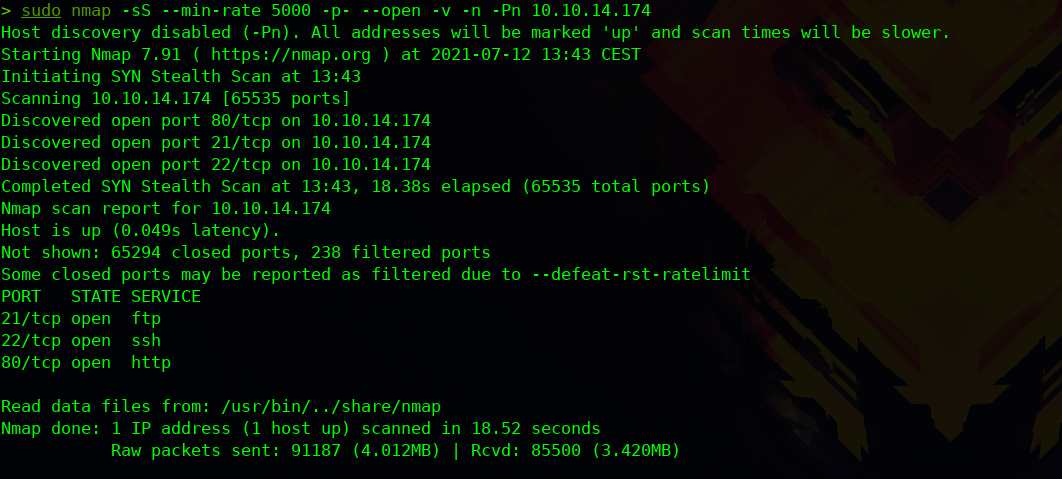 > sudo nmap -sS --min-rate 5000 -p- --open -v -n -Pn 10.10.14.174
Host discovery disabled (-Pn). All addresses will be marked 'up' and scan times will be slower.
Starting Nmap 7.91 ( https://nmap.org ) at 2021-07-12 13:43 CEST
Initiating SYN Stealth Scan at 13:43
Scanning 10.10.14.174 [65535 ports]
Discovered open port 80/tcp on 10.10.14.174
Discovered open port 21/tcp on 10.10.14.174
Discovered open port 22/tcp on 10.10.14.174
Completed SYN Stealth Scan at 13:43, 18.38s elapsed (65535 total ports)
Nmap scan report for 10.10.14.174
Host is up (0.049s latency).
Not shown: 65294 closed ports, 238 filtered ports
Some closed ports may be reported as filtered due to --defeat-rst-ratelimit
PORT   STATE SERVICE
21/tcp open  ftp
22/tcp open  ssh
80/tcp open  http
Read data files from: /usr/bin/../share/nmap
Nmap done: 1 IP address (1 host up) scanned in 18.52 seconds
           Raw packets sent: 91187 (4.012MB) | Rcvd: 85500 (3.420MB)